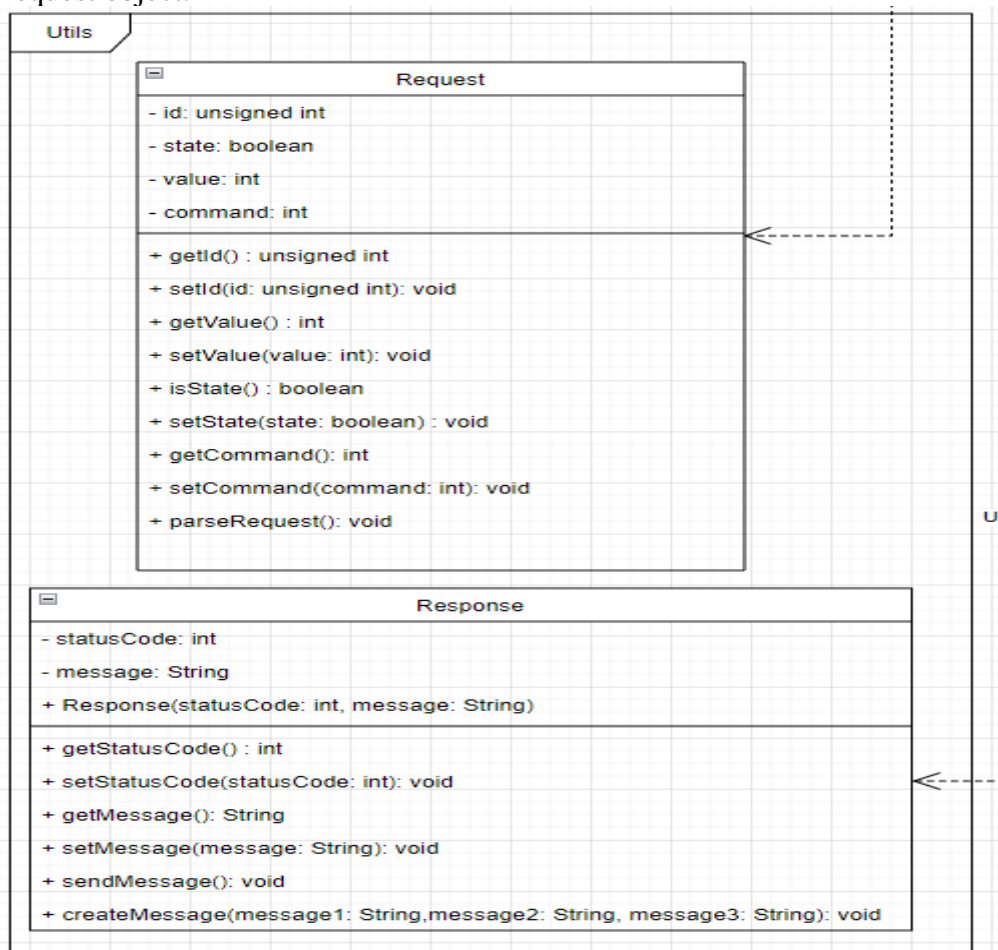 Utils
Request
- id: unsigned int
- state: boolean
- value: int
- command: int
+ getId() : unsigned int
+ setId(id: unsigned int): void
+ getValue() : int
+ setValue(value: int): void
+ isState() : boolean
+ setState(state: boolean) : void
+ getCommand(): int
+ setCommand(command: int): void
+ parseRequest(): void
U
Response
- statusCode: int
- message: String
+ Response(statusCode: int, message: String)
+ getStatusCode() : int
+ setStatusCode(statusCode: int): void
+ getMessage(): String
+ setMessage(message: String): void
+ sendMessage(): void
+ createMessage(message1: String,message2: String, message3: String): void